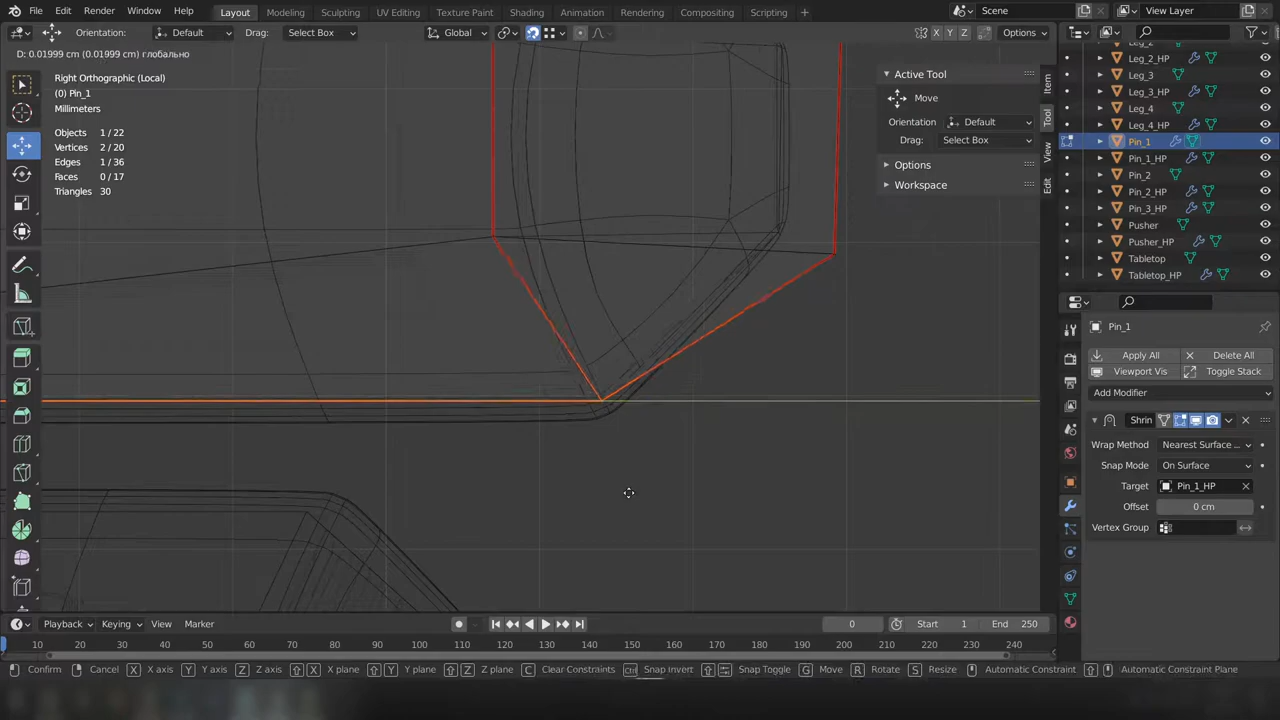 File Edit Render Window Help Layout Modeling Sculpting UV Editing Texture Paint Shading Animation Rendering Compositing Scripting + Scene View Layer
Orientation: Default Drag: Select Box Global X Y Z Options
D: 0.01999 cm (0.01999 cm) глобально
Right Orthographic (Local)
(0) Pin_1
Millimeters
Objects 1 / 22
Vertices 2 / 20
Edges 1 / 36
Faces 0 / 17
Triangles 30
Active Tool
Move
Orientation Default
Drag: Select Box
Options
Workspace
Item
Tool
View
Edit
Leg_2
Leg_2_HP
Leg_3
Leg_3_HP
Leg_4
Leg_4_HP
Pin_1
Pin_1_HP
Pin_2
Pin_2_HP
Pin_3_HP
Pusher
Pusher_HP
Tabletop
Tabletop_HP
Pin_1
Apply All Delete All
Viewport Vis Toggle Stack
Add Modifier
Shrin
Wrap Method Nearest Surface ...
Snap Mode On Surface
Target Pin_1_HP
Offset 0 cm
Vertex Group
Playback Keying View Marker 0 Start 1 End 250
10 20 30 40 50 60 70 80 90 100 110 120 130 140 150 160 170 180 190 200 210 220 230 240
Confirm Cancel X X axis Y Y axis Z Z axis X X plane Y Y plane Z Z plane C Clear Constraints Ctrl Snap Invert Snap Toggle G Move R Rotate S Resize Automatic Constraint Automatic Constraint Plane